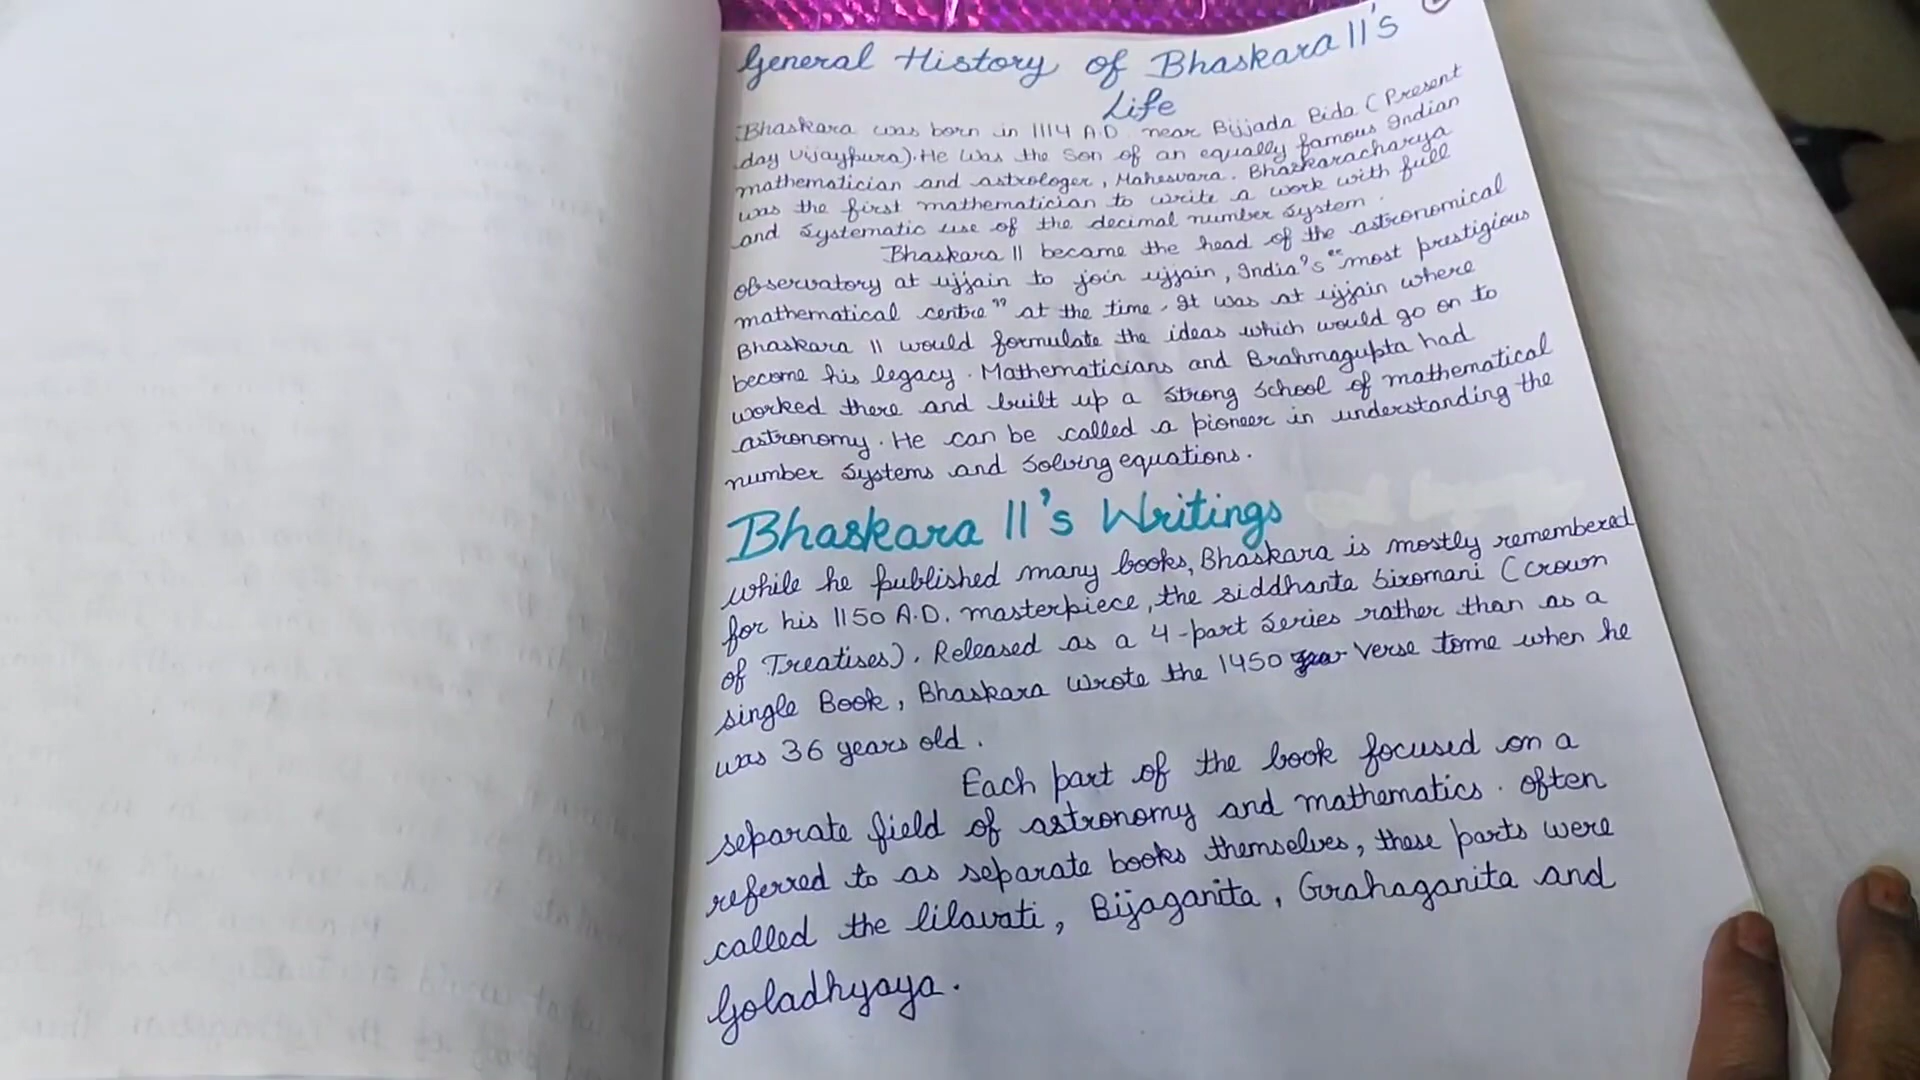 General History of Bhaskara II's
Life
Bhaskara was born in 1114 A.D. near Bijjada Bida (Present
day Vijaypura). He was the son of an equally famous Indian
mathematician and astrologer, Mahesvara. Bhaskaracharya
was the first mathematician to write a work with full
and systematic use of the decimal number system.
Bhaskara II became the head of the astronomical
observatory at ujjain to join ujjain, India's "most prestigious
mathematical centre" at the time. It was at ujjain where
Bhaskara II would formulate the ideas which would go on to
become his legacy. Mathematicians and Brahmagupta had
worked there and built up a strong school of mathematical
astronomy. He can be called a pioneer in understanding the
number systems and solving equations.
Bhaskara II's Writings
while he published many books, Bhaskara is mostly remembered
for his 1150 A.D. masterpiece, the siddhanta Siromani (crown
of Treatises). Released as a 4-part series rather than as a
single Book, Bhaskara wrote the 1450 verse tome when he
was 36 years old.
Each part of the book focused on a
separate field of astronomy and mathematics. often
referred to as separate books themselves, these parts were
called the lilavati, Bijaganita, Grahaganita and
Goladhyaya.